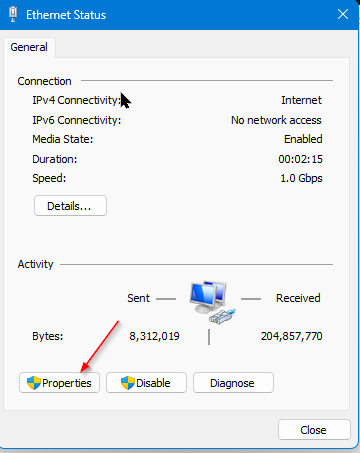 Ethernet Status
General
Connection
IPv4 Connectivity: Internet
IPv6 Connectivity: No network access
Media State: Enabled
Duration: 00:02:15
Speed: 1.0 Gbps
Details...
Activity
Sent Received
Bytes: 8,312,019 204,857,770
Properties Disable Diagnose
Close